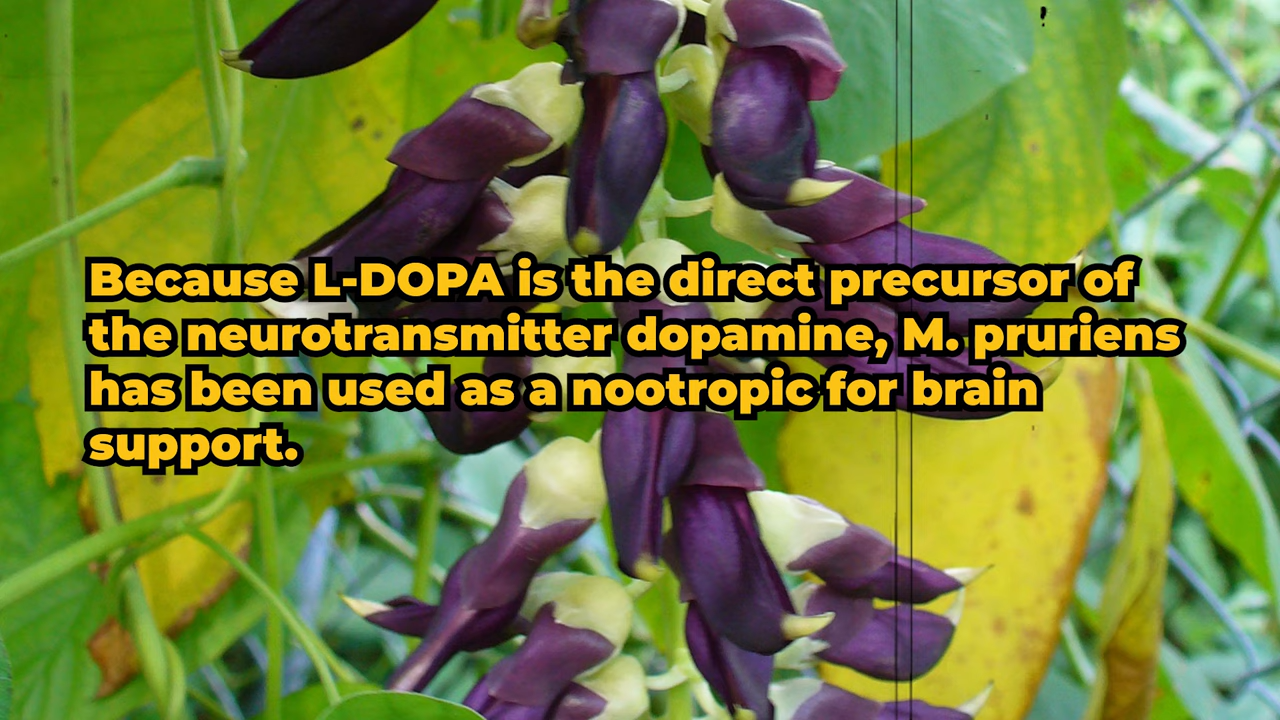 Because L-DOPA is the direct precursor of
the neurotransmitter dopamine, M. pruriens
has been used as a nootropic for brain
support.